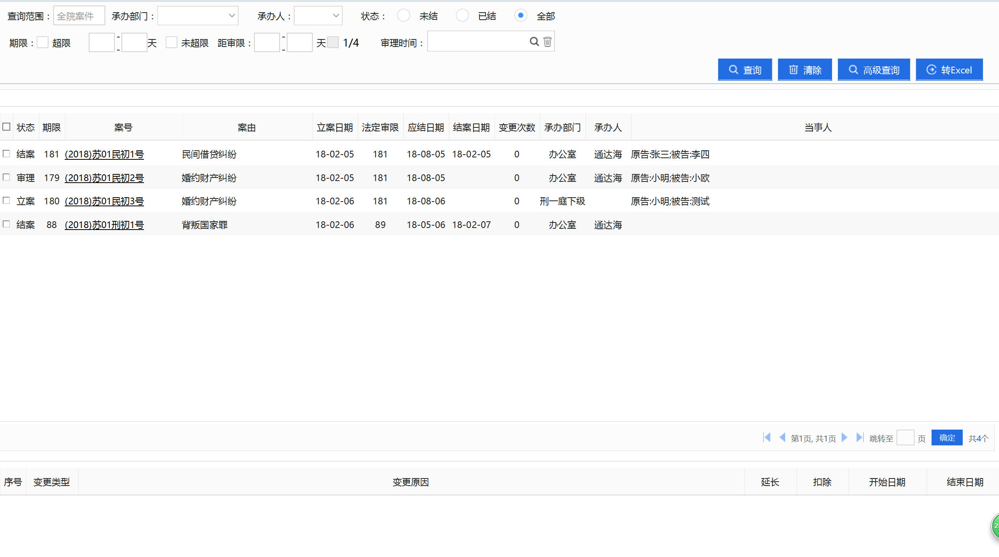 查询范围： 全院案件 承办部门： 承办人： 状态： 未结 已结 全部
期限： 超限 - - 天 未超限 距审限： - - 天 1/4 审理时间：
查询 清除 高级查询 转Excel
状态 期限 案号 案由 立案日期 法定审限 应结日期 结案日期 变更次数 承办部门 承办人 当事人
结案 181 (2018)苏01民初1号 民间借贷纠纷 18-02-05 181 18-08-05 18-02-05 0 办公室 通达海 原告:张三;被告:李四
审理 179 (2018)苏01民初2号 婚约财产纠纷 18-02-05 181 18-08-05 0 办公室 通达海 原告:小明;被告:小欧
立案 180 (2018)苏01民初3号 婚约财产纠纷 18-02-06 181 18-08-06 0 刑一庭下级 原告:小明;被告:测试
结案 88 (2018)苏01刑初1号 背叛国家罪 18-02-06 89 18-05-06 18-02-07 0 办公室 通达海
第1页, 共1页 跳转至 页 确定 共4个
序号 变更类型 变更原因 延长 扣除 开始日期 结束日期